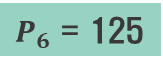 P₆ = 125